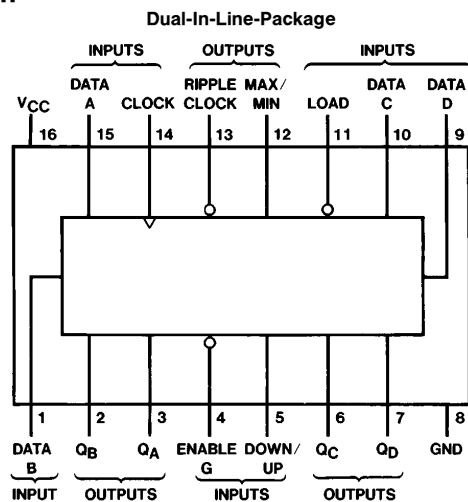 Dual-In-Line-Package
INPUTS OUTPUTS INPUTS
DATA RIPPLE MAX/ DATA DATA
VCC A CLOCK CLOCK MIN LOAD C D
16 15 14 13 12 11 10 9
1 2 3 4 5 6 7 8
DATA QB QA ENABLE DOWN/ QC QD GND
B G UP
INPUT OUTPUTS INPUTS OUTPUTS